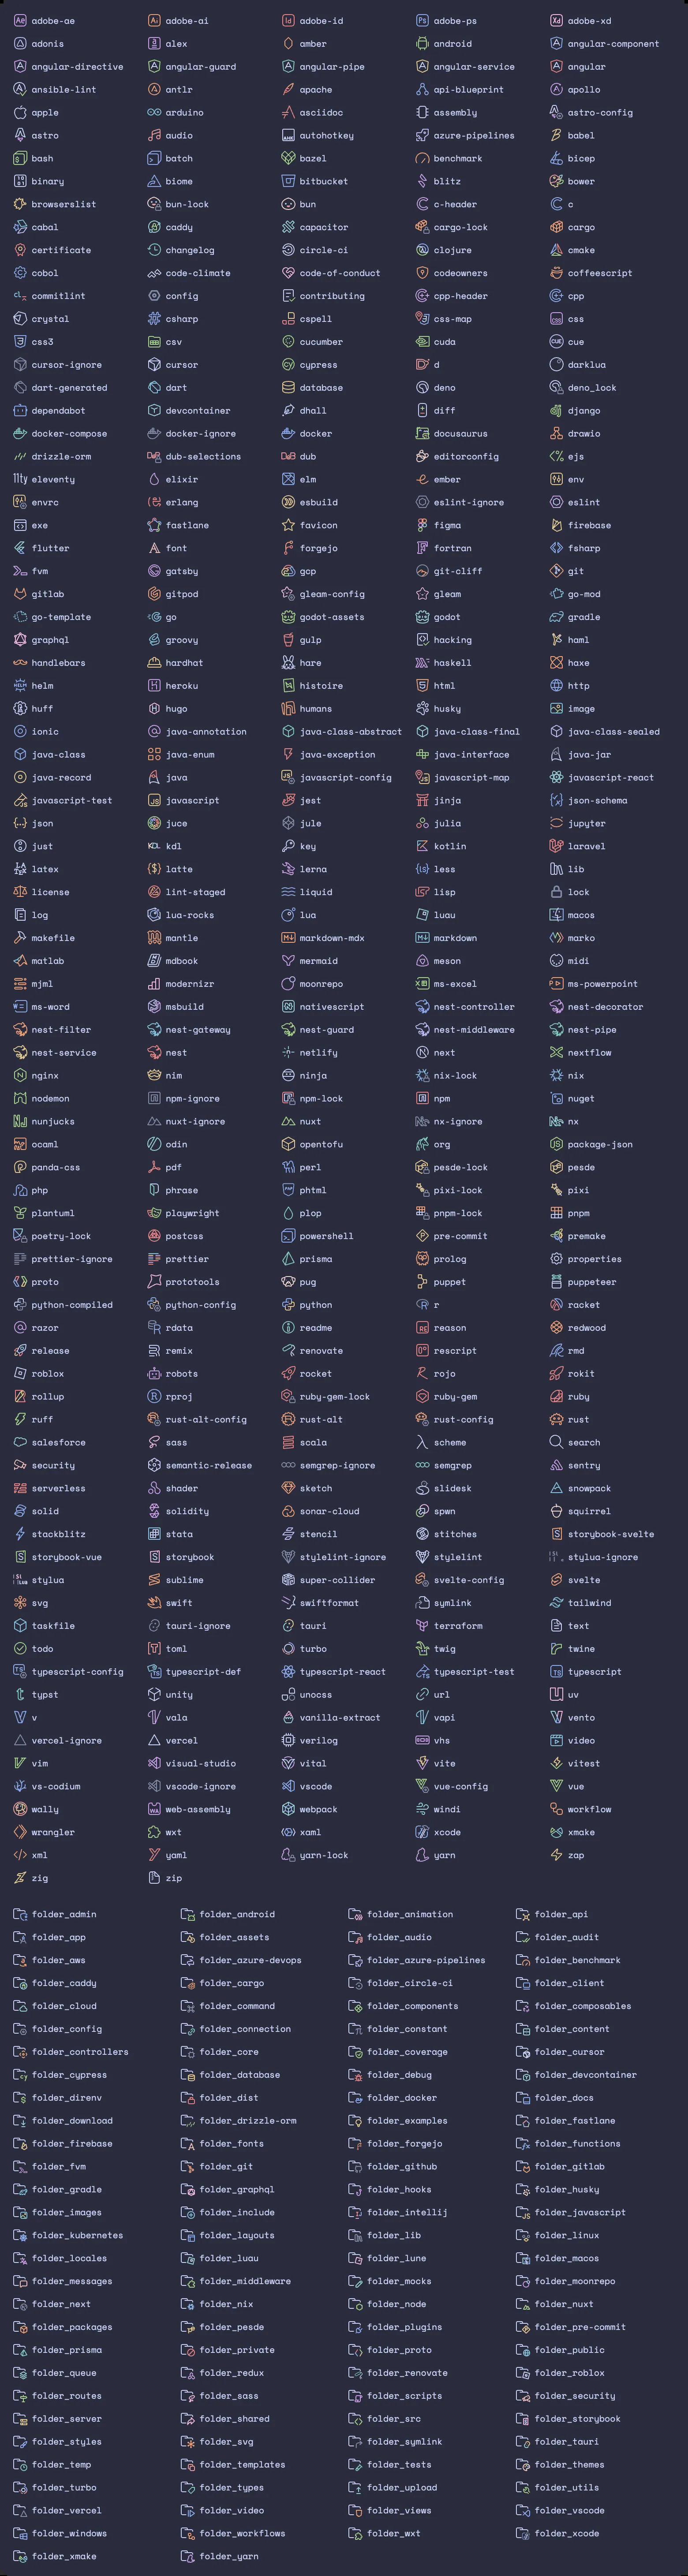 adobe-ae adobe-ai adobe-id adobe-ps adobe-xd
adonis alex amber android angular-component
angular-directive angular-guard angular-pipe angular-service angular
ansible-lint antlr apache api-blueprint apollo
apple arduino asciidoc assembly astro-config
astro audio autohotkey azure-pipelines babel
bash batch bazel benchmark bicep
binary biome bitbucket blitz bower
browserslist bun-lock bun c-header c
cabal caddy capacitor cargo-lock cargo
certificate changelog circle-ci clojure cmake
cobol code-climate code-of-conduct codeowners coffeescript
commitlint config contributing cpp-header cpp
crystal csharp cspell css-map css
css3 csv cucumber cuda cue
cursor-ignore cursor cypress d darklua
dart-generated dart database deno deno_lock
dependabot devcontainer dhall diff django
docker-compose docker-ignore docker docusaurus drawio
drizzle-orm dub-selections dub editorconfig ejs
eleventy elixir elm ember env
envrc erlang esbuild eslint-ignore eslint
exe fastlane favicon figma firebase
flutter font forgejo fortran fsharp
fvm gatsby gcp git-cliff git
gitlab gitpod gleam-config gleam go-mod
go-template go godot-assets godot gradle
graphql groovy gulp hacking haml
handlebars hardhat hare haskell haxe
helm heroku histoire html http
huff hugo humans husky image
ionic java-annotation java-class-abstract java-class-final java-class-sealed
java-class java-enum java-exception java-interface java-jar
java-record java javascript-config javascript-map javascript-react
javascript-test javascript jest jinja json-schema
json juce jule julia jupyter
just kdl key kotlin laravel
latex latte lerna less lib
license lint-staged liquid lisp lock
log lua-rocks lua luau macos
makefile mantle markdown-mdx markdown marko
matlab mdbook mermaid meson midi
mjml modernizr moonrepo ms-excel ms-powerpoint
ms-word msbuild nativescript nest-controller nest-decorator
nest-filter nest-gateway nest-guard nest-middleware nest-pipe
nest-service nest netlify next nextflow
nginx nim ninja nix-lock nix
nodemon npm-ignore npm-lock npm nuget
nunjucks nuxt-ignore nuxt nx-ignore nx
ocaml odin opentofu org package-json
panda-css pdf perl pesde-lock pesde
php phrase phtml pixi-lock pixi
plantuml playwright plop pnpm-lock pnpm
poetry-lock postcss powershell pre-commit premake
prettier-ignore prettier prisma prolog properties
proto prototools pug puppet puppeteer
python-compiled python-config python r racket
razor rdata readme reason redwood
release remix renovate rescript rmd
roblox robots rocket rojo rokit
rollup rproj ruby-gem-lock ruby-gem ruby
ruff rust-alt-config rust-alt rust-config rust
salesforce sass scala scheme search
security semantic-release semgrep-ignore semgrep sentry
serverless shader sketch slidesk snowpack
solid solidity sonar-cloud spwn squirrel
stackblitz stata stencil stitches storybook-svelte
storybook-vue storybook stylelint-ignore stylelint stylua-ignore
stylua sublime super-collider svelte-config svelte
svg swift swiftformat symlink tailwind
taskfile tauri-ignore tauri terraform text
todo toml turbo twig twine
typescript-config typescript-def typescript-react typescript-test typescript
typst unity unocss url uv
v vala vanilla-extract vapi vento
vercel-ignore vercel verilog vhs video
vim visual-studio vital vite vitest
vs-codium vscode-ignore vscode vue-config vue
wally web-assembly webpack windi workflow
wrangler wxt xaml xcode xmake
xml yaml yarn-lock yarn zap
zig zip
folder_admin folder_android folder_animation folder_api
folder_app folder_assets folder_audio folder_audit
folder_aws folder_azure-devops folder_azure-pipelines folder_benchmark
folder_caddy folder_cargo folder_circle-ci folder_client
folder_cloud folder_command folder_components folder_composables
folder_config folder_connection folder_constant folder_content
folder_controllers folder_core folder_coverage folder_cursor
folder_cypress folder_database folder_debug folder_devcontainer
folder_direnv folder_dist folder_docker folder_docs
folder_download folder_drizzle-orm folder_examples folder_fastlane
folder_firebase folder_fonts folder_forgejo folder_functions
folder_fvm folder_git folder_github folder_gitlab
folder_gradle folder_graphql folder_hooks folder_husky
folder_images folder_include folder_intellij folder_javascript
folder_kubernetes folder_layouts folder_lib folder_linux
folder_locales folder_luau folder_lune folder_macos
folder_messages folder_middleware folder_mocks folder_moonrepo
folder_next folder_nix folder_node folder_nuxt
folder_packages folder_pesde folder_plugins folder_pre-commit
folder_prisma folder_private folder_proto folder_public
folder_queue folder_redux folder_renovate folder_roblox
folder_routes folder_sass folder_scripts folder_security
folder_server folder_shared folder_src folder_storybook
folder_styles folder_svg folder_symlink folder_tauri
folder_temp folder_templates folder_tests folder_themes
folder_turbo folder_types folder_upload folder_utils
folder_vercel folder_video folder_views folder_vscode
folder_windows folder_workflows folder_wxt folder_xcode
folder_xmake folder_yarn